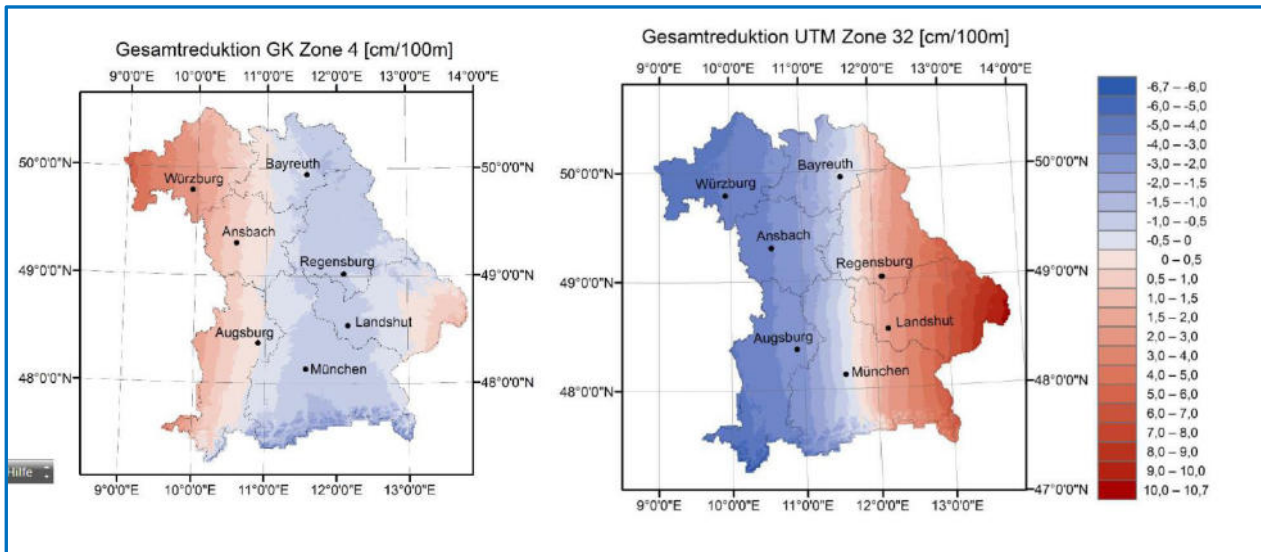 Gesamtreduktion GK Zone 4 [cm/100m]
9°0'0"E 10°0'0"E 11°0'0"E 12°0'0"E 13°0'0"E 14°0'0"E
50°0'0"N
49°0'0"N
48°0'0"N
Bayreuth
Würzburg
Ansbach
Regensburg
Augsburg
Landshut
München
50°0'0"N
49°0'0"N
48°0'0"N
9°0'0"E 10°0'0"E 11°0'0"E 12°0'0"E 13°0'0"E
Hilfe
Gesamtreduktion UTM Zone 32 [cm/100m]
9°0'0"E 10°0'0"E 11°0'0"E 12°0'0"E 13°0'0"E 14°0'0"E
50°0'0"N
49°0'0"N
48°0'0"N
Bayreuth
Würzburg
Ansbach
Regensburg
Landshut
Augsburg
München
50°0'0"N
49°0'0"N
48°0'0"N
47°0'0"N
9°0'0"E 10°0'0"E 11°0'0"E 12°0'0"E 13°0'0"E
-6,7 – -6,0
-6,0 – -5,0
-5,0 – -4,0
-4,0 – -3,0
-3,0 – -2,0
-2,0 – -1,5
-1,5 – -1,0
-1,0 – -0,5
-0,5 – 0
0 – 0,5
0,5 – 1,0
1,0 – 1,5
1,5 – 2,0
2,0 – 3,0
3,0 – 4,0
4,0 – 5,0
5,0 – 6,0
6,0 – 7,0
7,0 – 8,0
8,0 – 9,0
9,0 – 10,0
10,0 – 10,7